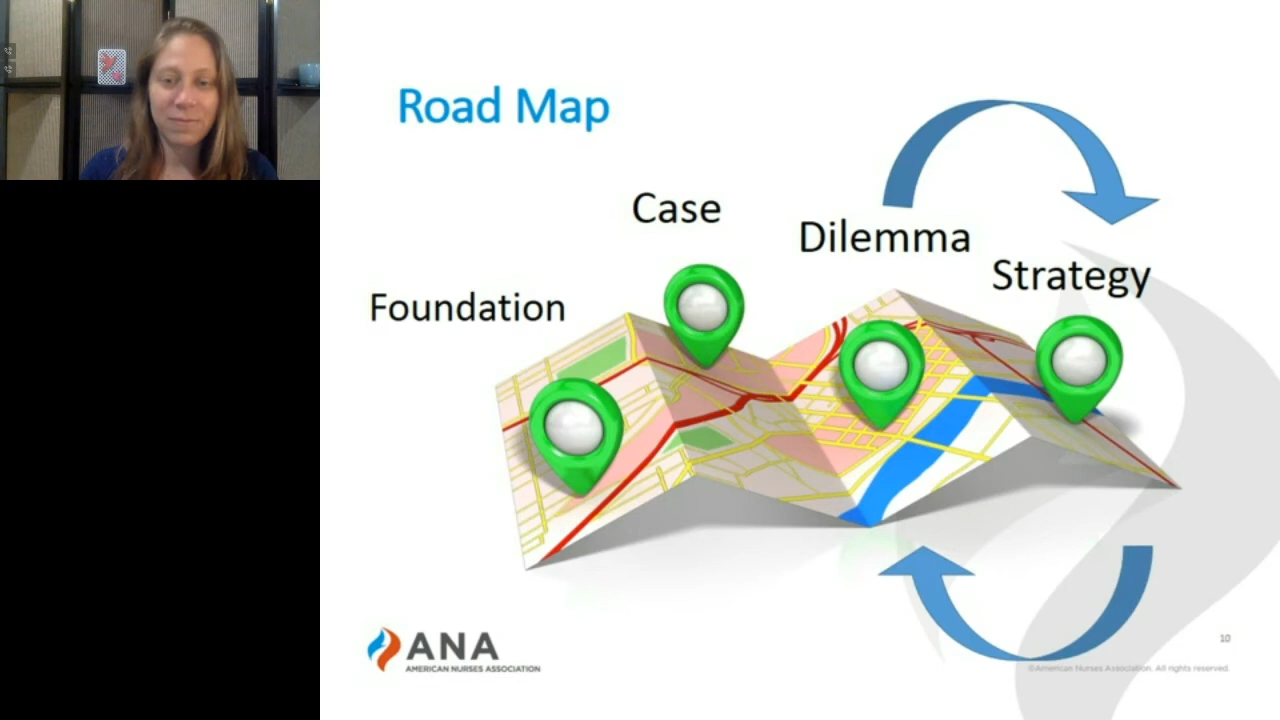 Road Map
Case
Dilemma
Strategy
Foundation
ANA
AMERICAN NURSES ASSOCIATION
10
©American Nurses Association. All rights reserved.